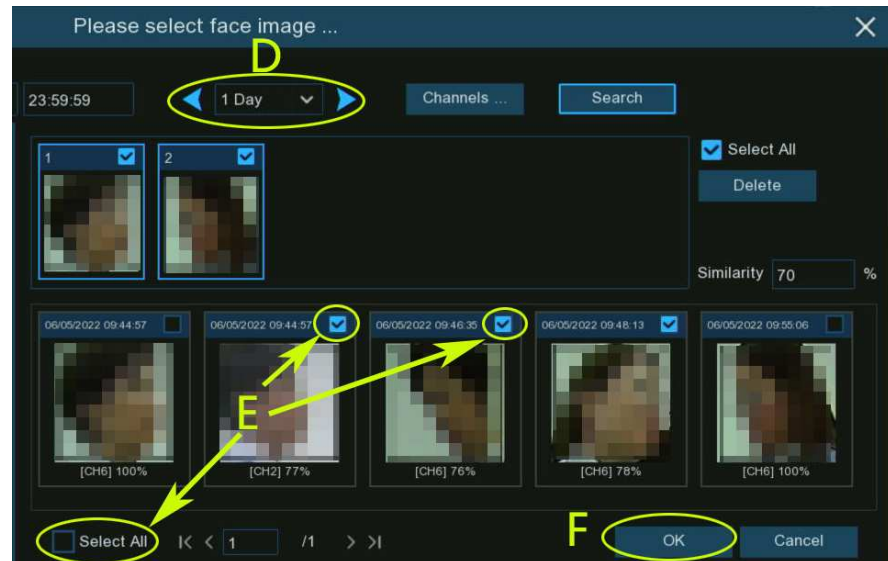 Please select face image ...
D
23:59:59 1 Day Channels ... Search
1 2 Select All
Delete
Similarity 70 %
06/05/2022 09:44:57 06/05/2022 09:44:57 06/05/2022 09:46:35 06/05/2022 09:48:13 06/05/2022 09:55:06
E
[CH6] 100% [CH2] 77% [CH6] 76% [CH6] 78% [CH6] 100%
Select All 1 /1 F OK Cancel